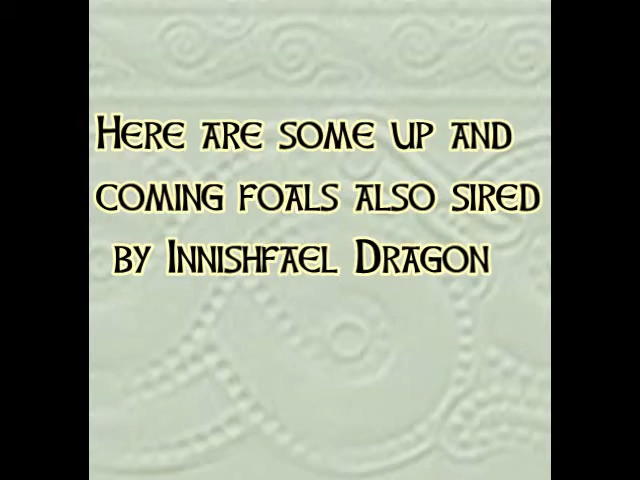 Here are some up and
coming foals also sired
by Innishfael Dragon